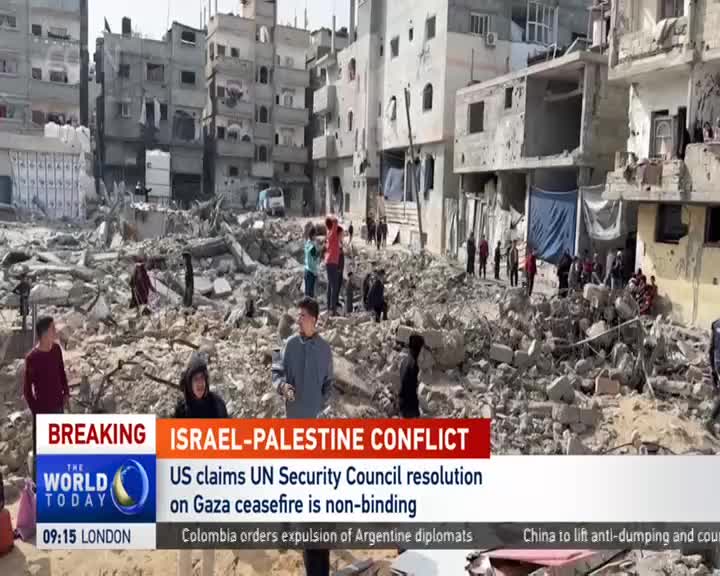 BREAKING
ISRAEL-PALESTINE CONFLICT
THE WORLD TODAY
US claims UN Security Council resolution
on Gaza ceasefire is non-binding
09:15 LONDON
Colombia orders expulsion of Argentine diplomats
China to lift anti-dumping and cou